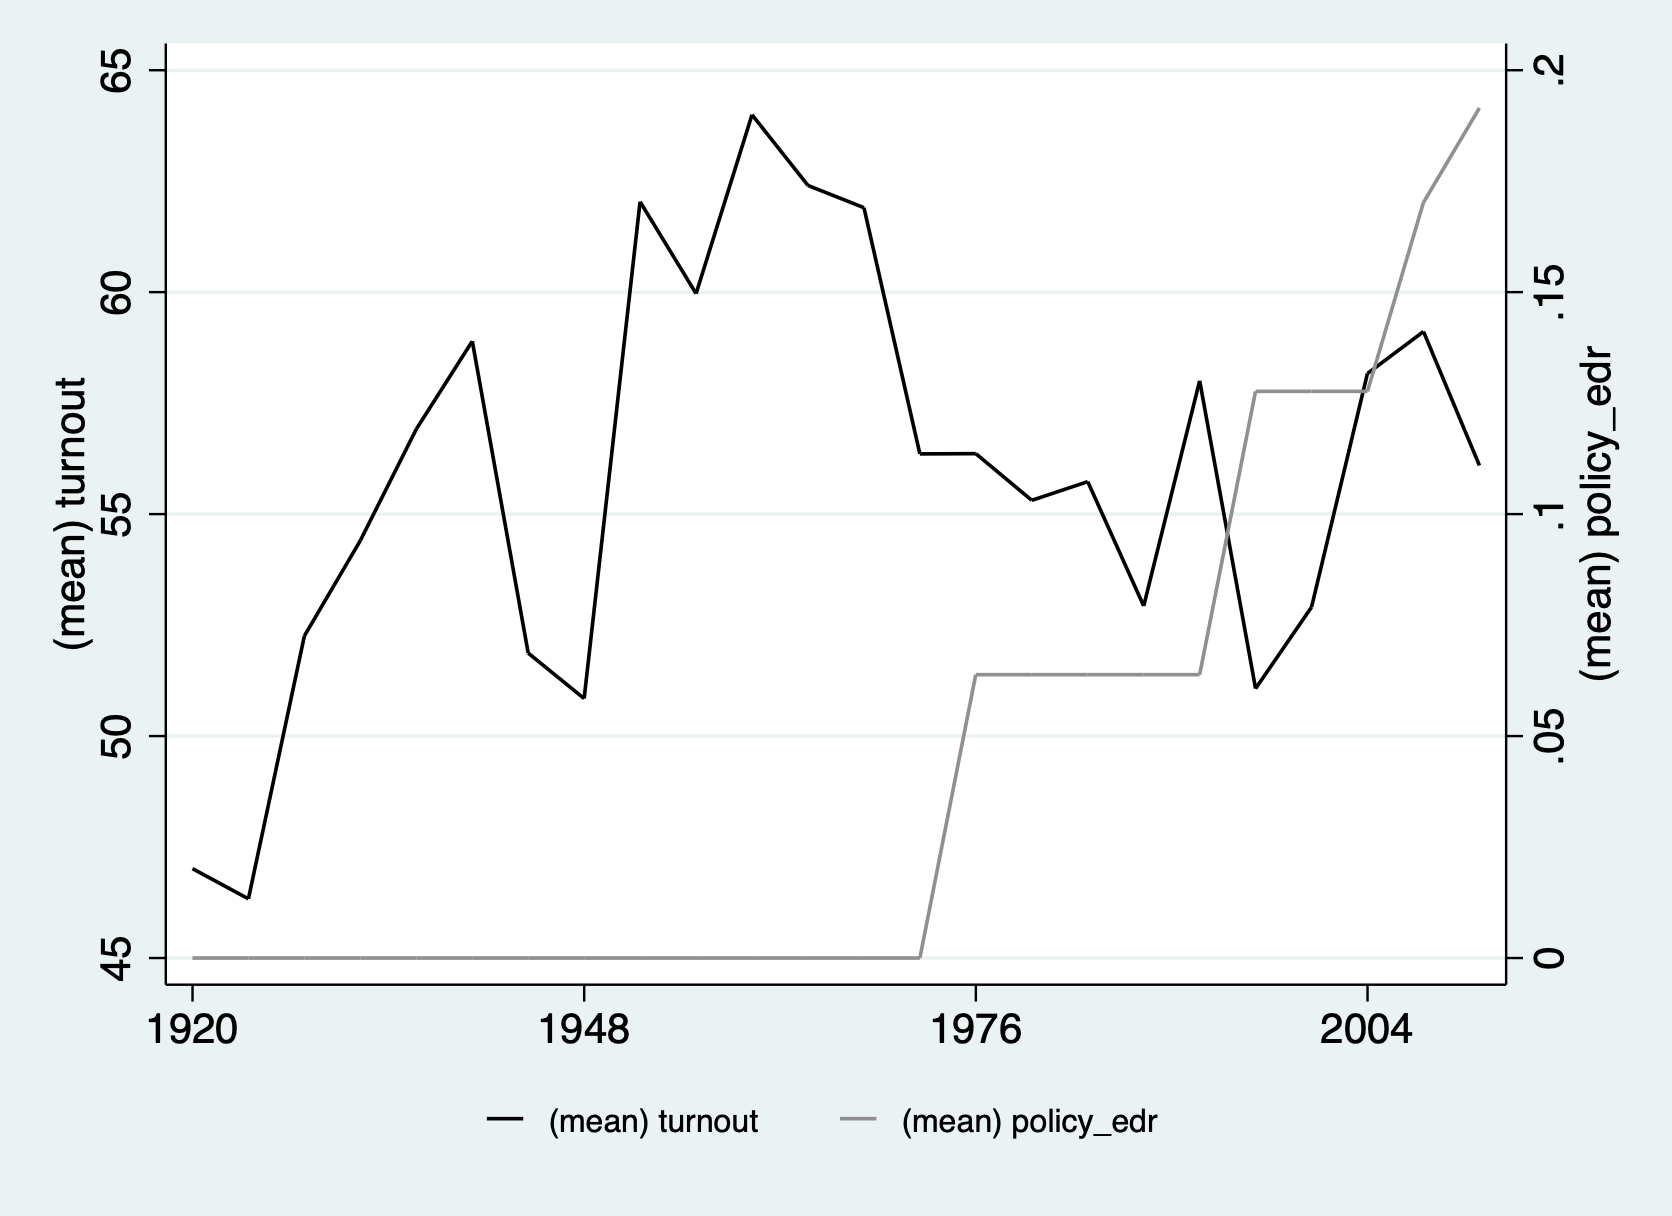 (mean) turnout
65
60
55
50
45
.2
.15
.1
.05
0
(mean) policy_edr
1920 1948 1976 2004
(mean) turnout (mean) policy_edr